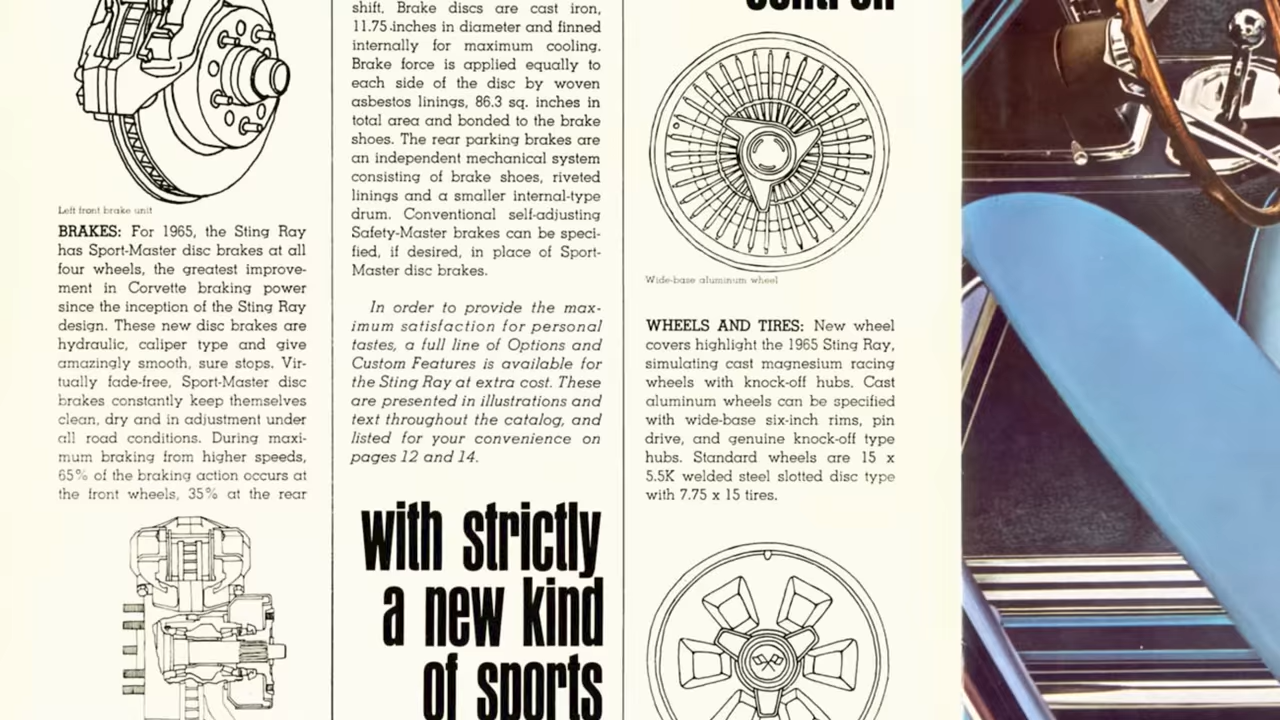 Left front brake unit
BRAKES: For 1965, the Sting Ray
has Sport-Master disc brakes at all
four wheels, the greatest improve-
ment in Corvette braking power
since the inception of the Sting Ray
design. These new disc brakes are
hydraulic, caliper type and give
amazingly smooth, sure stops. Vir-
tually fade-free, Sport-Master disc
brakes constantly keep themselves
clean, dry and in adjustment under
all road conditions. During maxi-
mum braking from higher speeds,
65% of the braking action occurs at
the front wheels, 35% at the rear
shift. Brake discs are cast iron,
11.75 inches in diameter and finned
internally for maximum cooling.
Brake force is applied equally to
each side of the disc by woven
asbestos linings, 86.3 sq. inches in
total area and bonded to the brake
shoes. The rear parking brakes are
an independent mechanical system
consisting of brake shoes, riveted
linings and a smaller internal-type
drum. Conventional self-adjusting
Safety-Master brakes can be speci-
fied, if desired, in place of Sport-
Master disc brakes.
In order to provide the max-
imum satisfaction for personal
tastes, a full line of Options and
Custom Features is available for
the Sting Ray at extra cost. These
are presented in illustrations and
text throughout the catalog, and
listed for your convenience on
pages 12 and 14.
with strictly
a new kind
of sports
Wide-base aluminum wheel
WHEELS AND TIRES: New wheel
covers highlight the 1965 Sting Ray,
simulating cast magnesium racing
wheels with knock-off hubs. Cast
aluminum wheels can be specified
with wide-base six-inch rims, pin
drive, and genuine knock-off type
hubs. Standard wheels are 15 x
5.5K welded steel slotted disc type
with 7.75 x 15 tires.